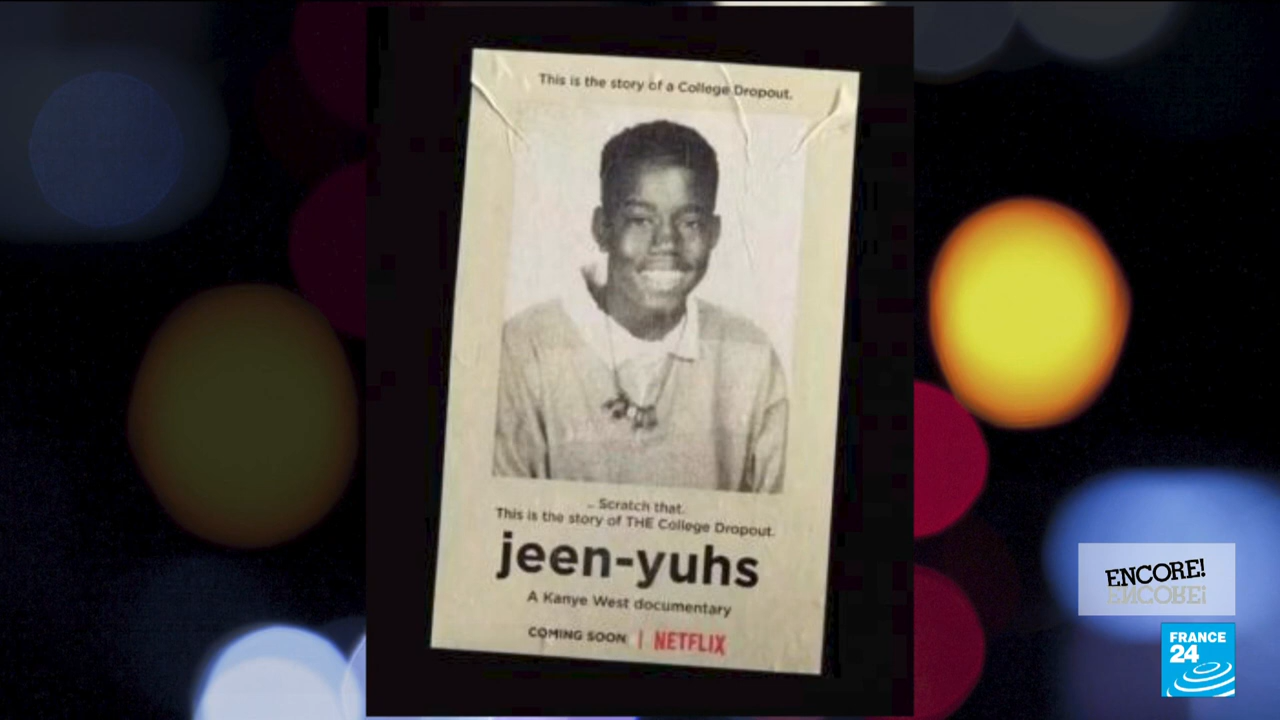 This is the story of a College Dropout.
... Scratch that.
This is the story of THE College Dropout.
jeen-yuhs
A Kanye West documentary
COMING SOON | NETFLIX
ENCORE!
ENCORE!
FRANCE
24